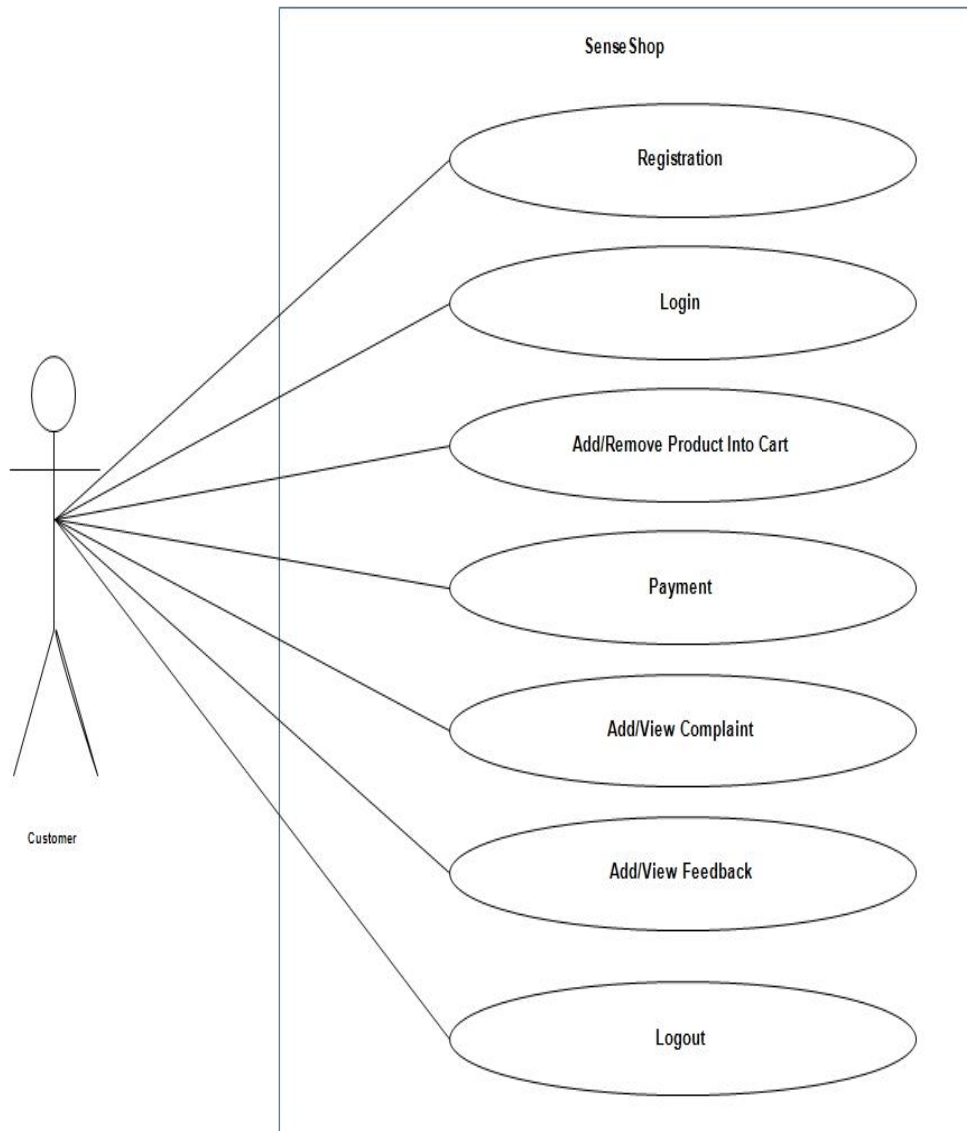 SenseShop
Registration
Login
Add/Remove Product Into Cart
Payment
Add/View Complaint
Customer
Add/View Feedback
Logout